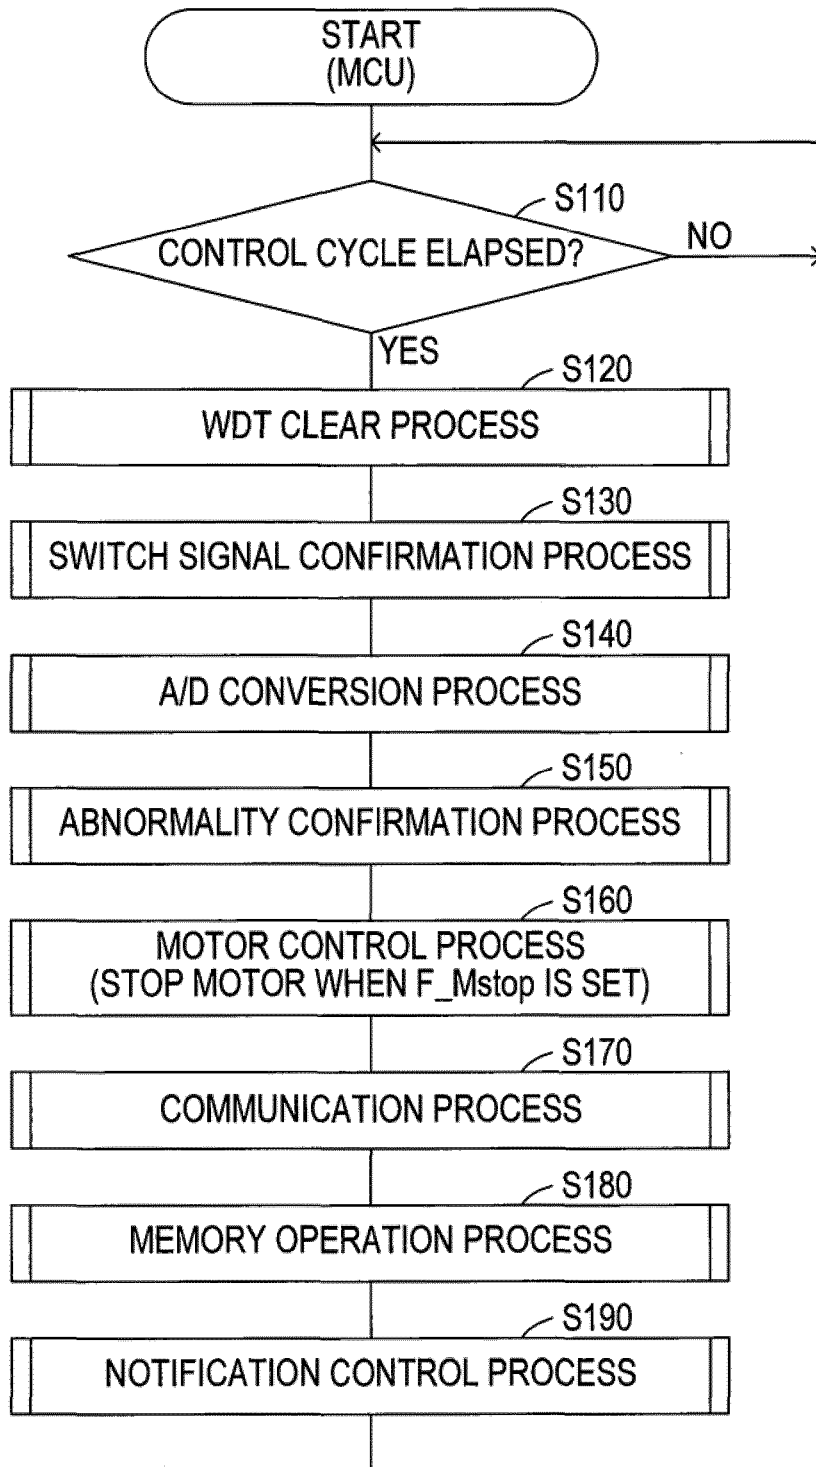 START
(MCU)
S110
CONTROL CYCLE ELAPSED?
NO
YES
S120
WDT CLEAR PROCESS
S130
SWITCH SIGNAL CONFIRMATION PROCESS
S140
A/D CONVERSION PROCESS
S150
ABNORMALITY CONFIRMATION PROCESS
S160
MOTOR CONTROL PROCESS
(STOP MOTOR WHEN F_Mstop IS SET)
S170
COMMUNICATION PROCESS
S180
MEMORY OPERATION PROCESS
S190
NOTIFICATION CONTROL PROCESS